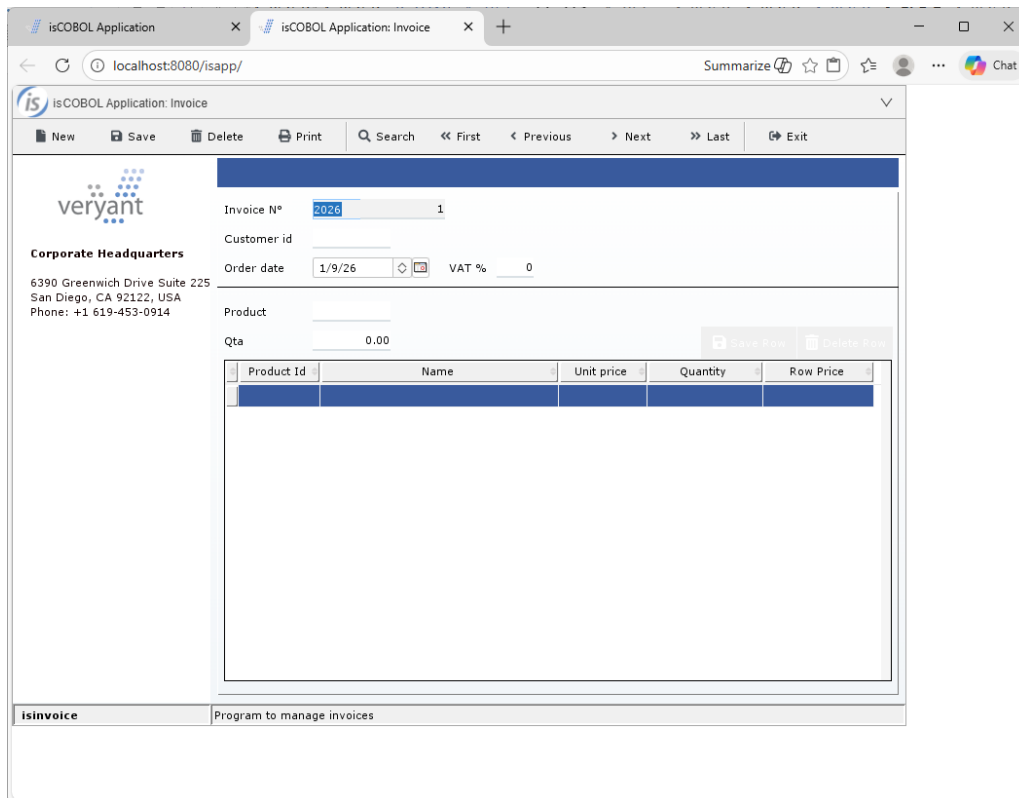 isCOBOL Application
isCOBOL Application: Invoice
localhost:8080/isapp/
Summarize
Chat
is
isCOBOL Application: Invoice
New Save Delete Print Search First Previous Next Last Exit
veryant
Corporate Headquarters
6390 Greenwich Drive Suite 225
San Diego, CA 92122, USA
Phone: +1 619-453-0914
Invoice Nº 2026 1
Customer id
Order date 1/9/26 VAT % 0
Product
Qta 0.00
Save Row Delete Row
Product Id Name Unit price Quantity Row Price
isinvoice
Program to manage invoices